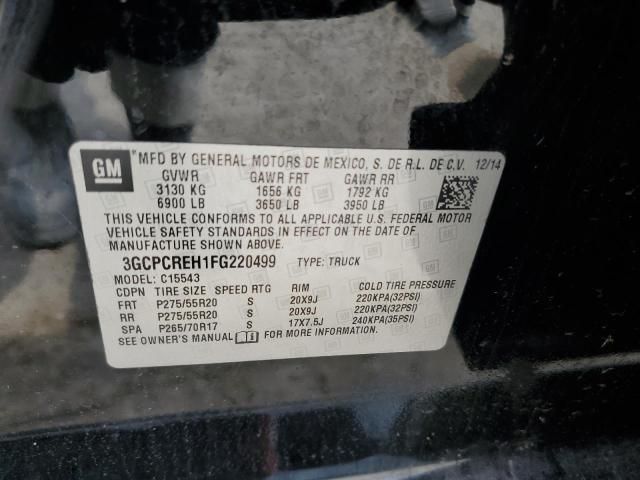 GM
MFD BY GENERAL MOTORS DE MEXICO, S. DE R.L. DE C.V. 12/14
GVWR GAWR FRT GAWR RR
3130 KG 1656 KG 1792 KG
6900 LB 3650 LB 3950 LB
THIS VEHICLE CONFORMS TO ALL APPLICABLE U.S. FEDERAL MOTOR
VEHICLE SAFETY STANDARDS IN EFFECT ON THE DATE OF
MANUFACTURE SHOWN ABOVE.
3GCPCREH1FG220499 TYPE: TRUCK
MODEL: C15543
CDPN TIRE SIZE SPEED RTG RIM COLD TIRE PRESSURE
FRT P275/55R20 S 20X9J 220KPA(32PSI)
RR P275/55R20 S 20X9J 220KPA(32PSI)
SPA P265/70R17 S 17X7.5J 240KPA(35PSI)
SEE OWNER'S MANUAL FOR MORE INFORMATION.